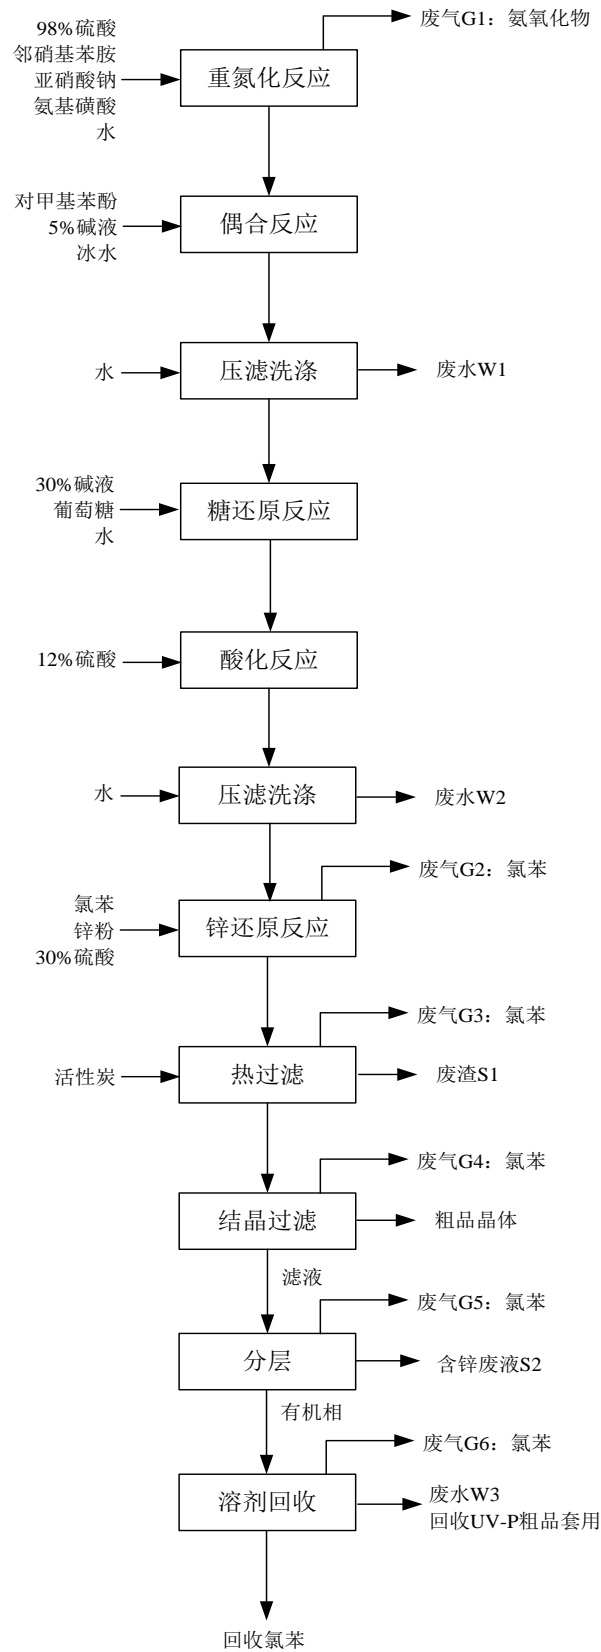 废气G1：氨氧化物
98%硫酸
邻硝基苯胺
亚硝酸钠
氨基磺酸
水
重氮化反应
对甲基苯酚
5%碱液
冰水
偶合反应
水
压滤洗涤
废水W1
30%碱液
葡萄糖
水
糖还原反应
12%硫酸
酸化反应
水
压滤洗涤
废水W2
废气G2：氯苯
氯苯
锌粉
30%硫酸
锌还原反应
废气G3：氯苯
活性炭
热过滤
废渣S1
废气G4：氯苯
结晶过滤
粗品晶体
滤液
废气G5：氯苯
分层
含锌废液S2
有机相
废气G6：氯苯
溶剂回收
废水W3
回收UV-P粗品套用
回收氯苯